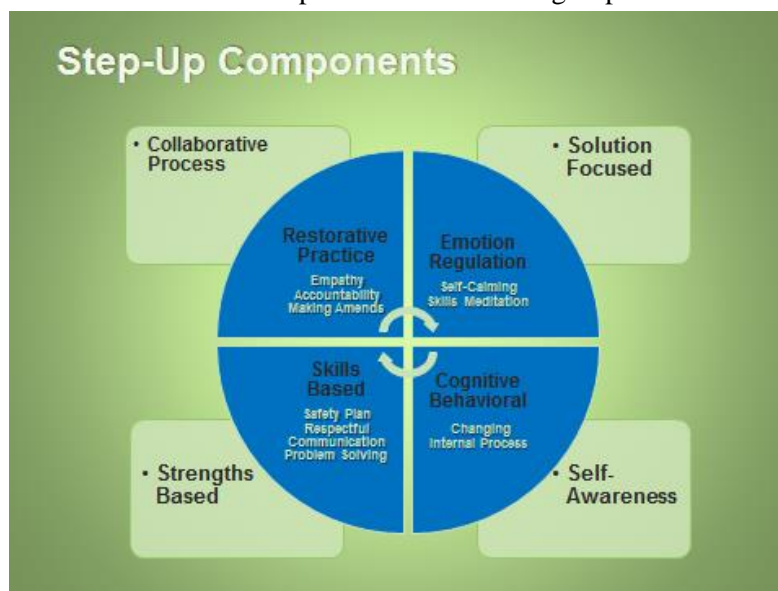 Step-Up Components
• Collaborative
Process
• Solution
Focused
Restorative
Practice
Empathy
Accountability
Making Amends
Emotion
Regulation
Self-Calming
Skills Meditation
Skills
Based
Safety Plan
Respectful
Communication
Problem Solving
Cognitive
Behavioral
Changing
Internal Process
• Strengths
Based
• Self-
Awareness